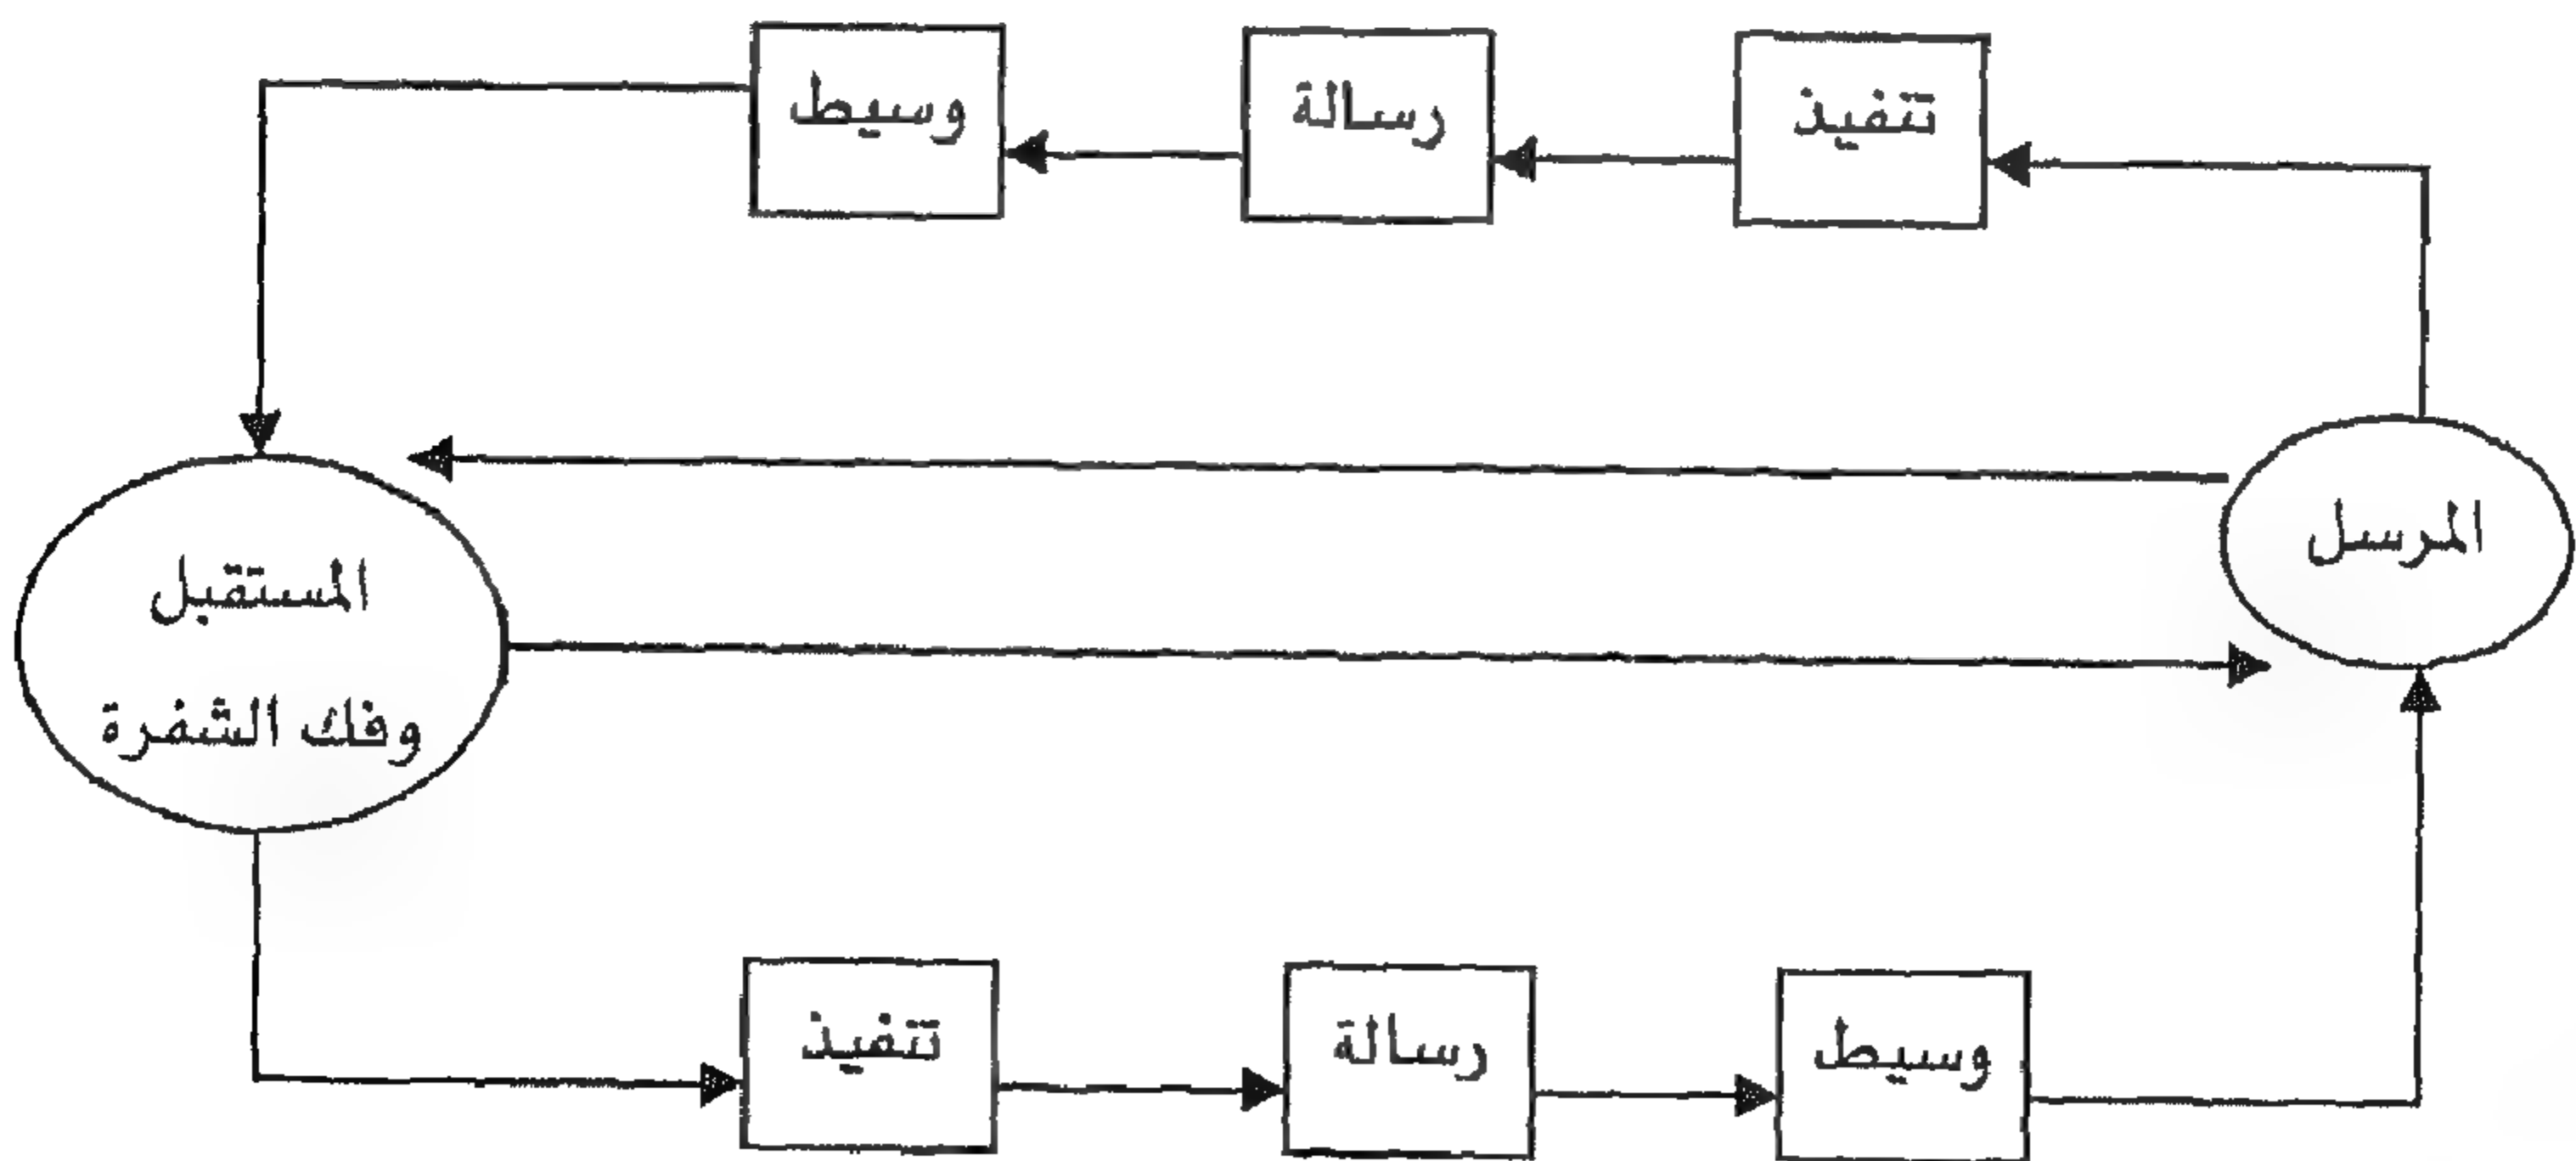 تنفيذ
رسالة
وسيط
المرسل
المستقبل
وفك الشفرة
تنفيذ
رسالة
وسيط